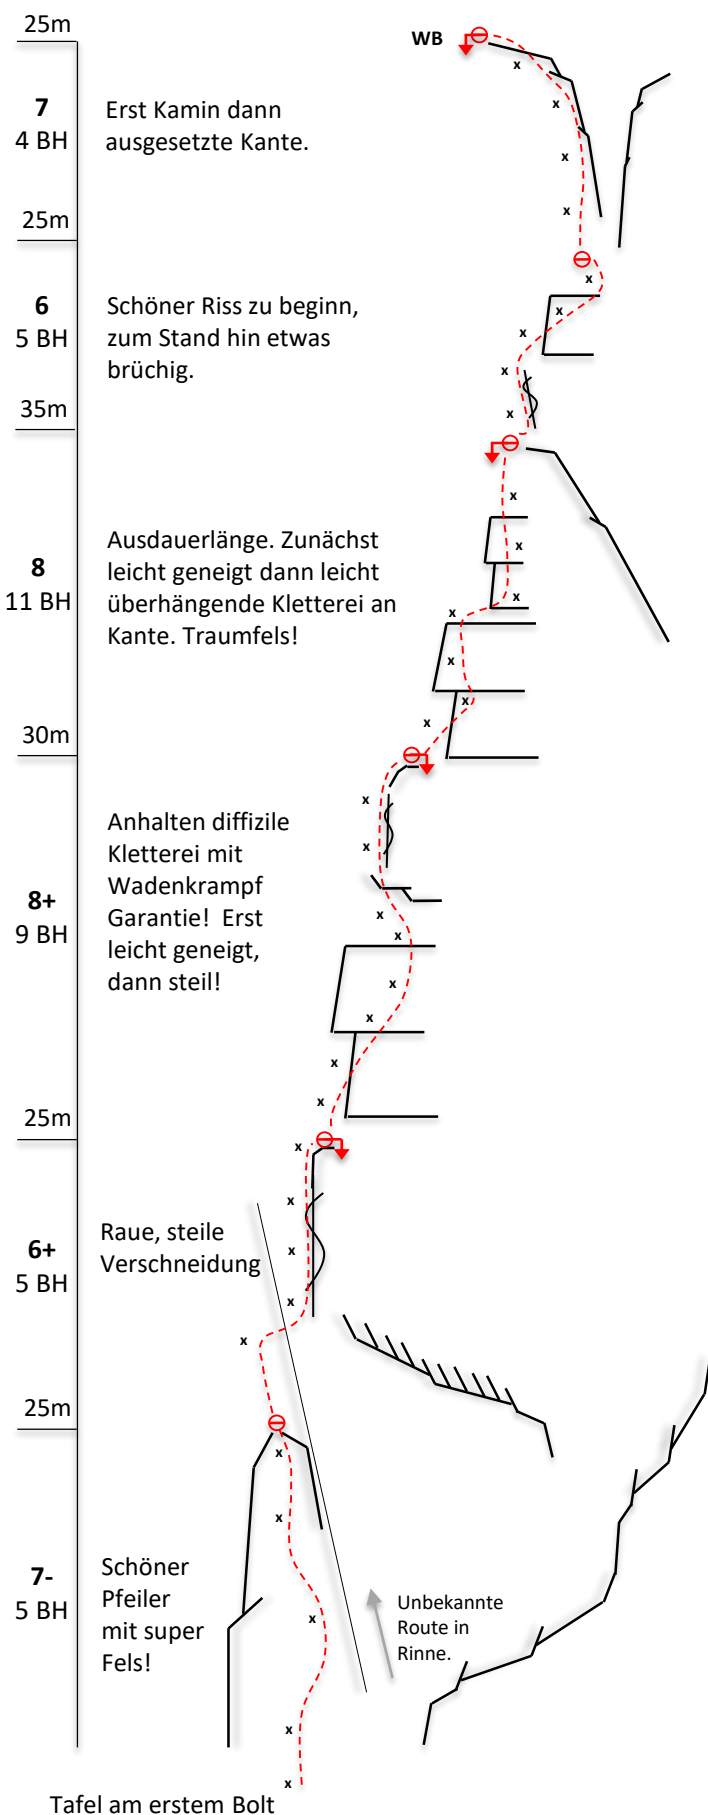 25m
WB
7
4 BH
Erst Kamin dann
ausgesetzte Kante.
25m
6
5 BH
Schöner Riss zu beginn,
zum Stand hin etwas
brüchig.
35m
8
11 BH
Ausdauerlänge. Zunächst
leicht geneigt dann leicht
überhängende Kletterei an
Kante. Traumfels!
30m
8+
9 BH
Anhalten diffizile
Kletterei mit
Wadenkrampf
Garantie! Erst
leicht geneigt,
dann steil!
25m
6+
5 BH
Raue, steile
Verschneidung
25m
7-
5 BH
Schöner
Pfeiler
mit super
Fels!
Unbekannte
Route in
Rinne.
Tafel am erstem Bolt